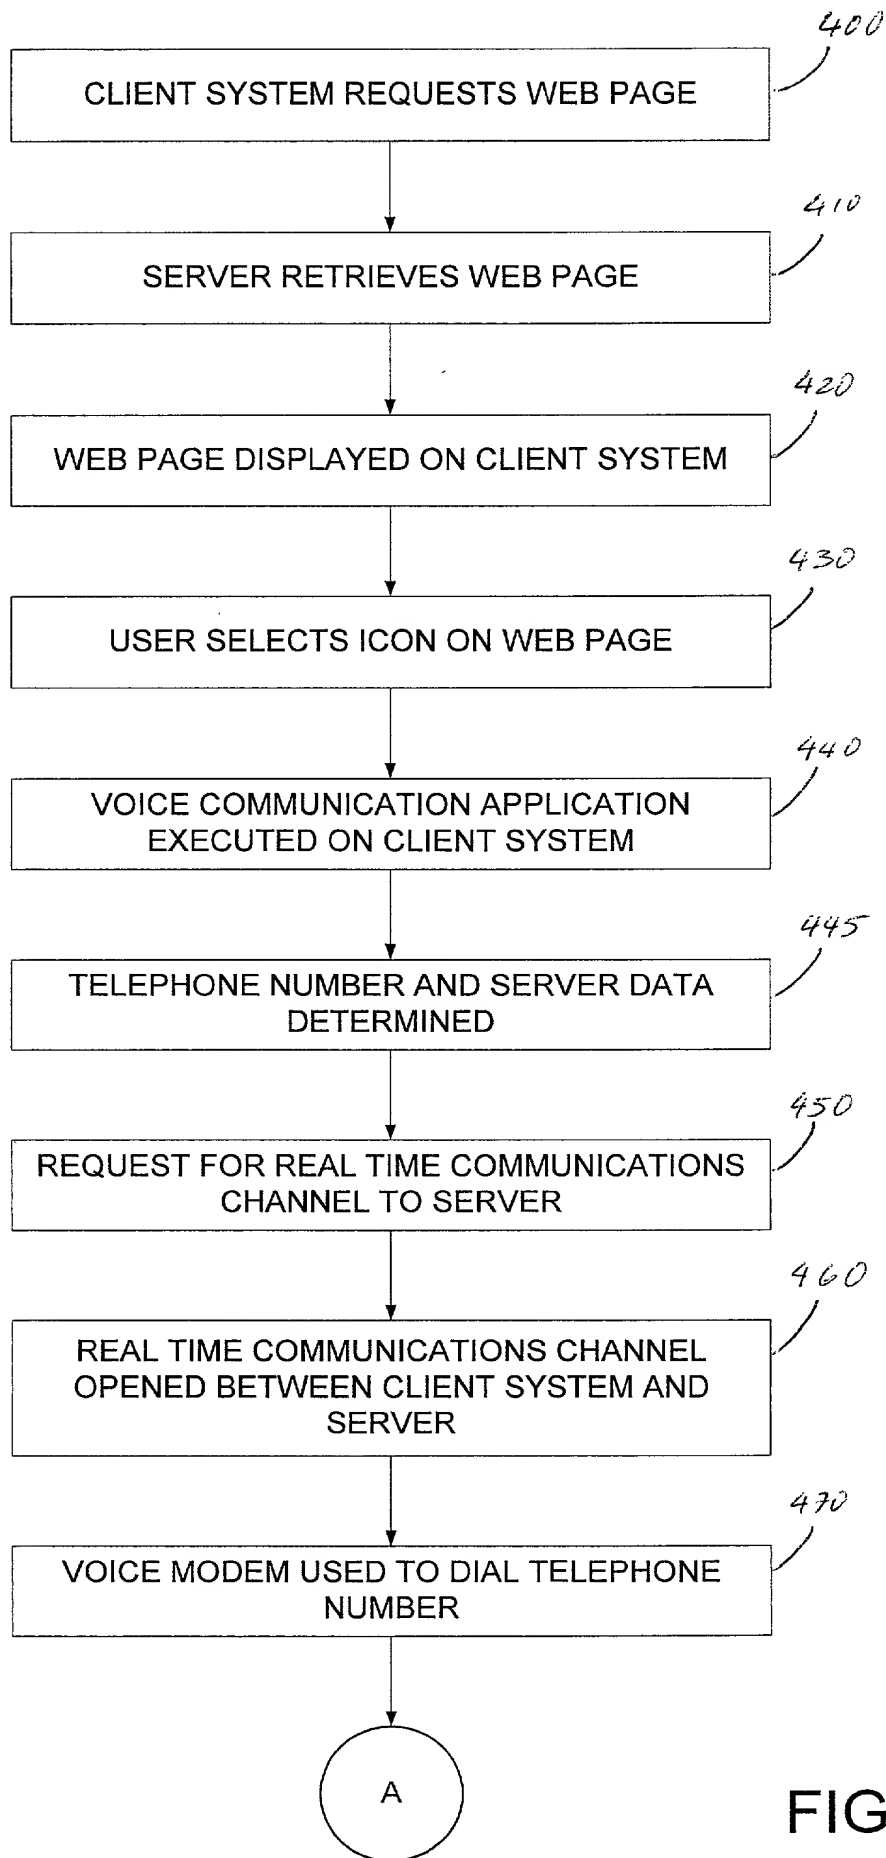 400
CLIENT SYSTEM REQUESTS WEB PAGE
410
SERVER RETRIEVES WEB PAGE
420
WEB PAGE DISPLAYED ON CLIENT SYSTEM
430
USER SELECTS ICON ON WEB PAGE
440
VOICE COMMUNICATION APPLICATION
EXECUTED ON CLIENT SYSTEM
445
TELEPHONE NUMBER AND SERVER DATA
DETERMINED
450
REQUEST FOR REAL TIME COMMUNICATIONS
CHANNEL TO SERVER
460
REAL TIME COMMUNICATIONS CHANNEL
OPENED BETWEEN CLIENT SYSTEM AND
SERVER
470
VOICE MODEM USED TO DIAL TELEPHONE
NUMBER
A
FIG